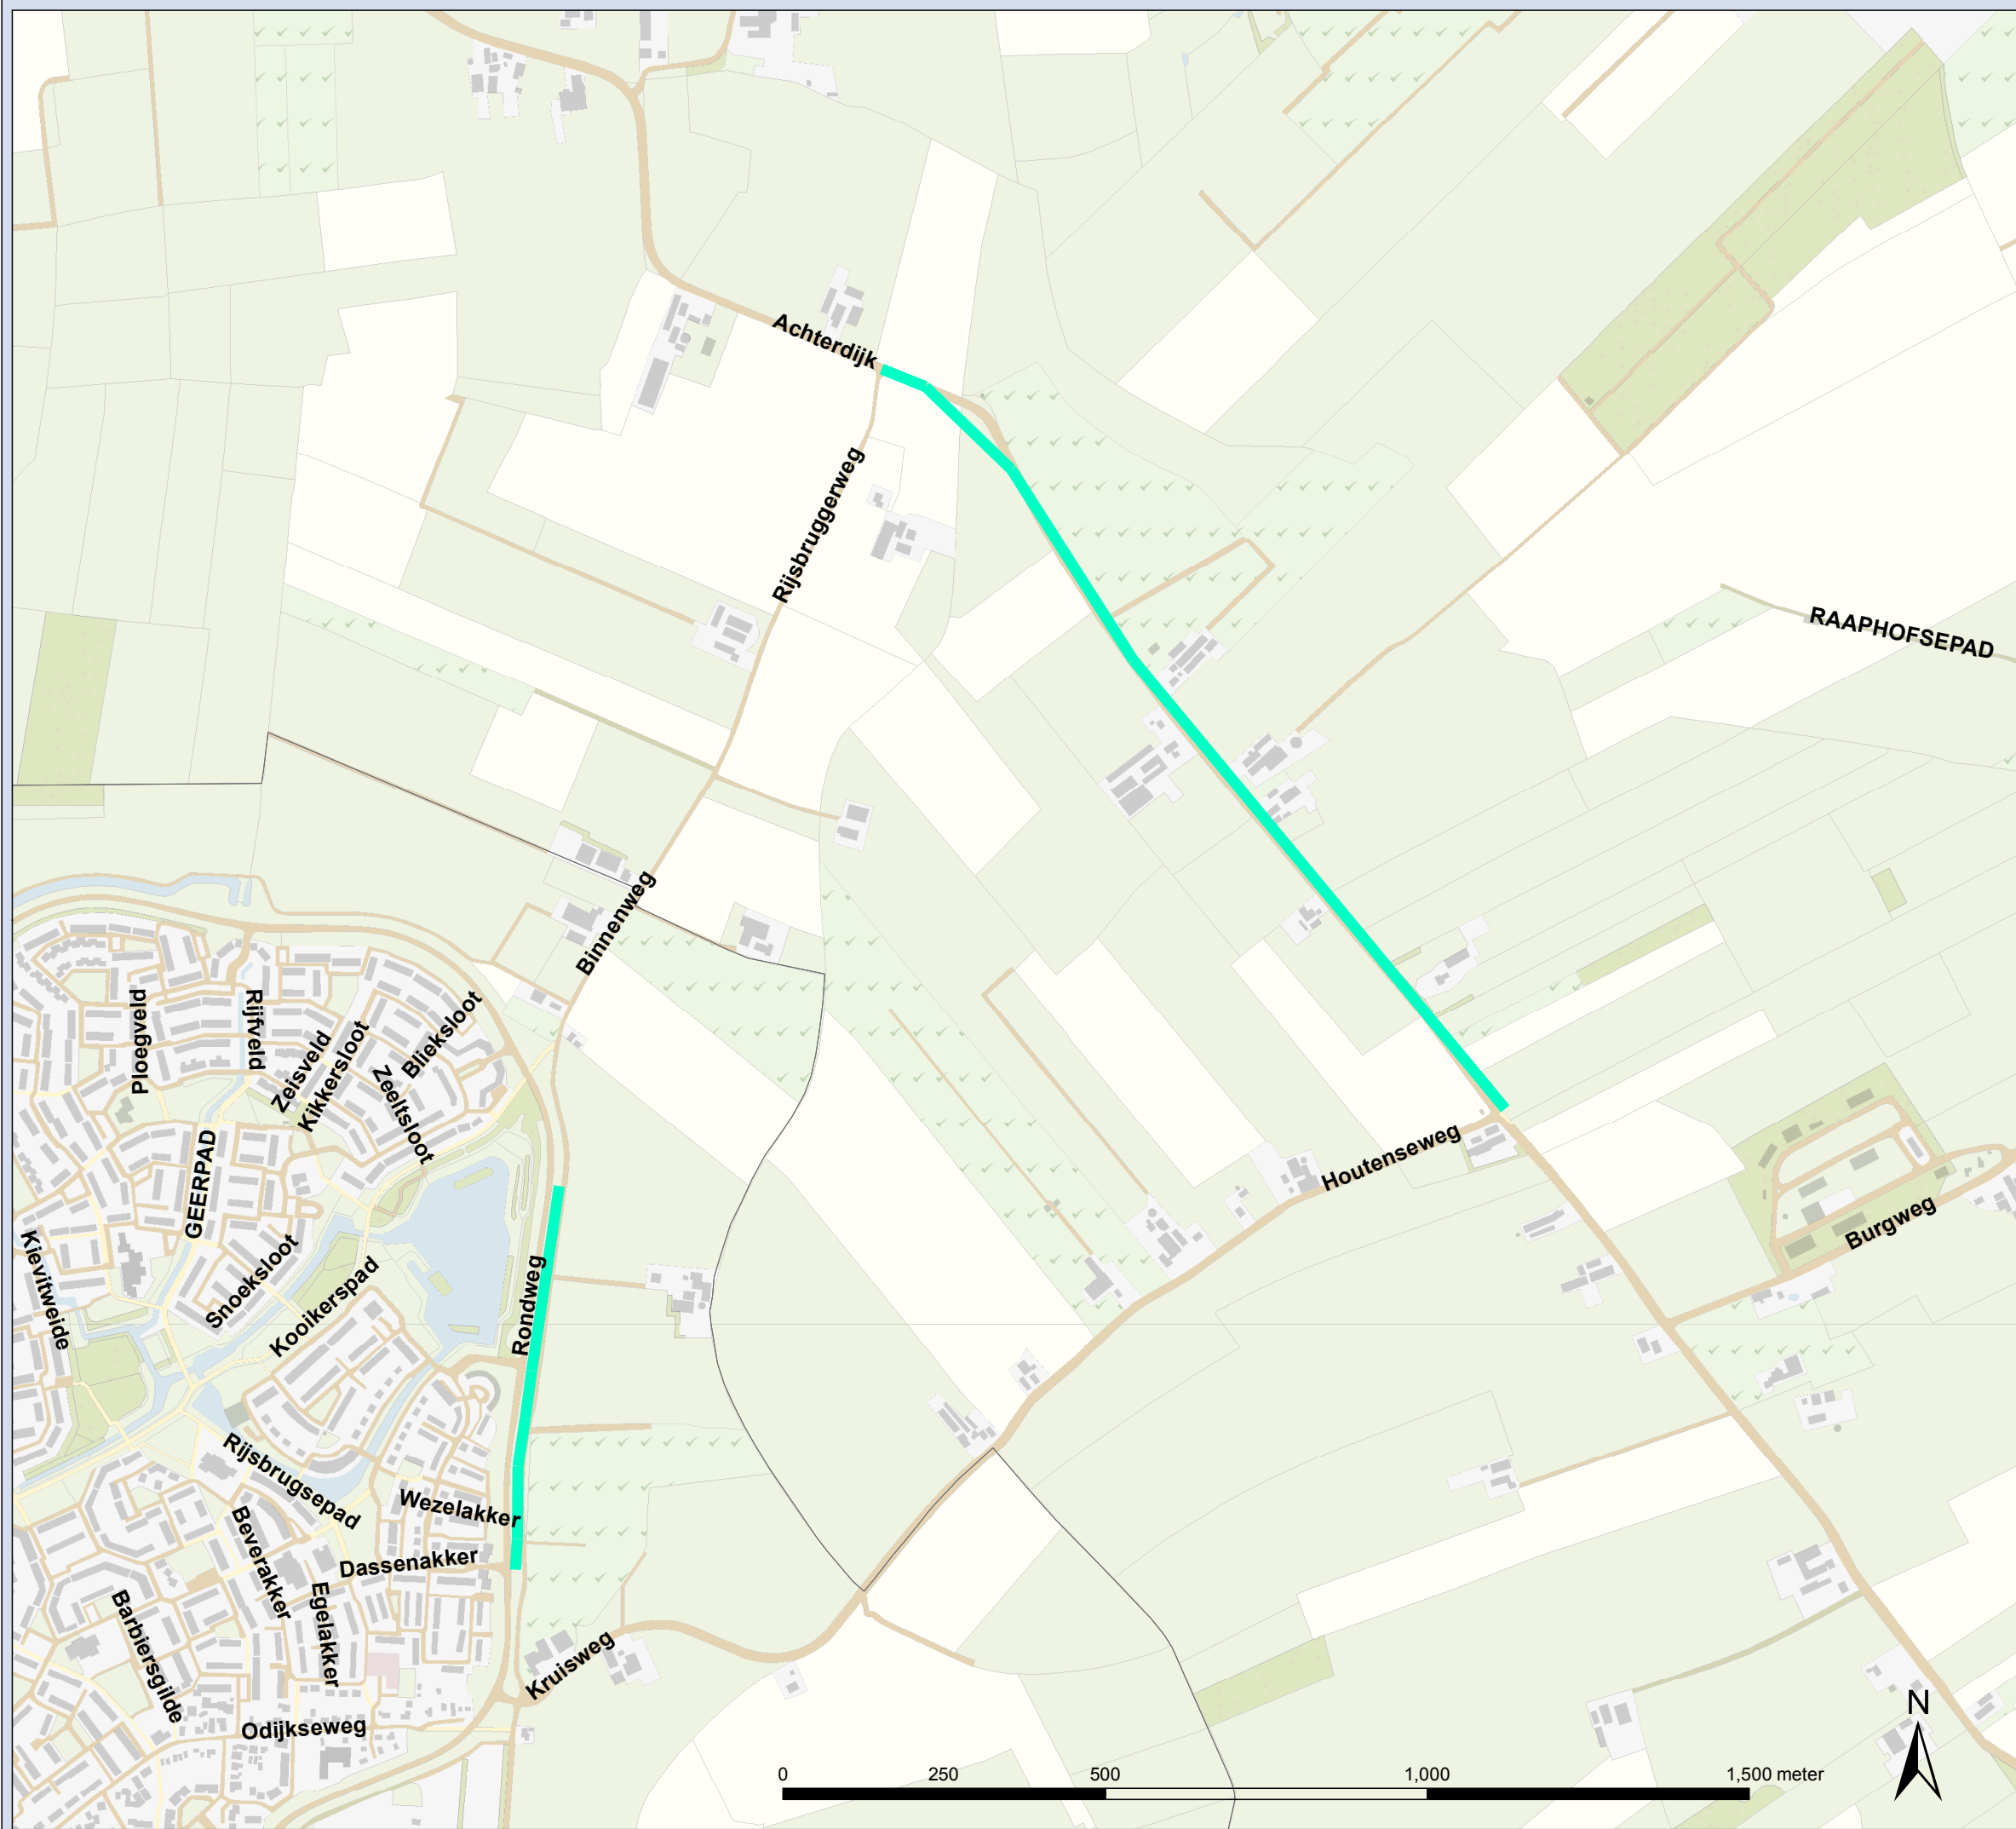 Achterdijk
Rijsbruggerweg
RAAPHOFSEPAD
Binnenweg
Ploegveld
Rijfveld
Zeisveld
Kikkersloot
Blieksloot
Zeeltsloot
GEERPAD
Houtenseweg
Burgweg
Kievitweide
Snoeksloot
Kooikerspad
Rondweg
Rijsbrugsepad
Wezelakker
Beverakker
Dassenakker
Egelakker
Barbiersgilde
Kruisweg
Odijkseweg
N
0 250 500 1,000 1,500 meter